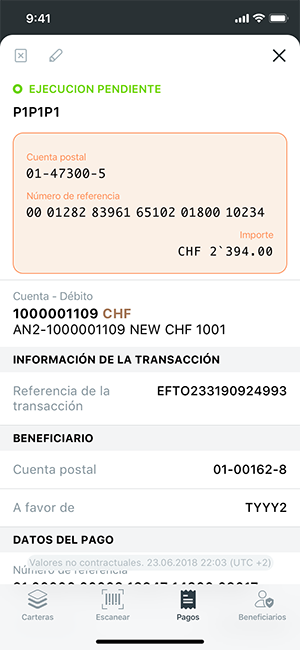 9:41
EJECUCION PENDIENTE
P1P1P1
Cuenta postal
01-47300-5
Número de referencia
00 01282 83961 65102 01800 10234
Importe
CHF 2`394.00
Cuenta - Débito
1000001109 CHF
AN2-1000001109 NEW CHF 1001
INFORMACIÓN DE LA TRANSACCIÓN
Referencia de la transacción EFTO233190924993
BENEFICIARIO
Cuenta postal 01-00162-8
A favor de TYYY2
DATOS DEL PAGO
Valores no contractuales. 23.06.2018 22:03 (UTC +2)
Número de referencia
Carteras Escanear Pagos Beneficiarios